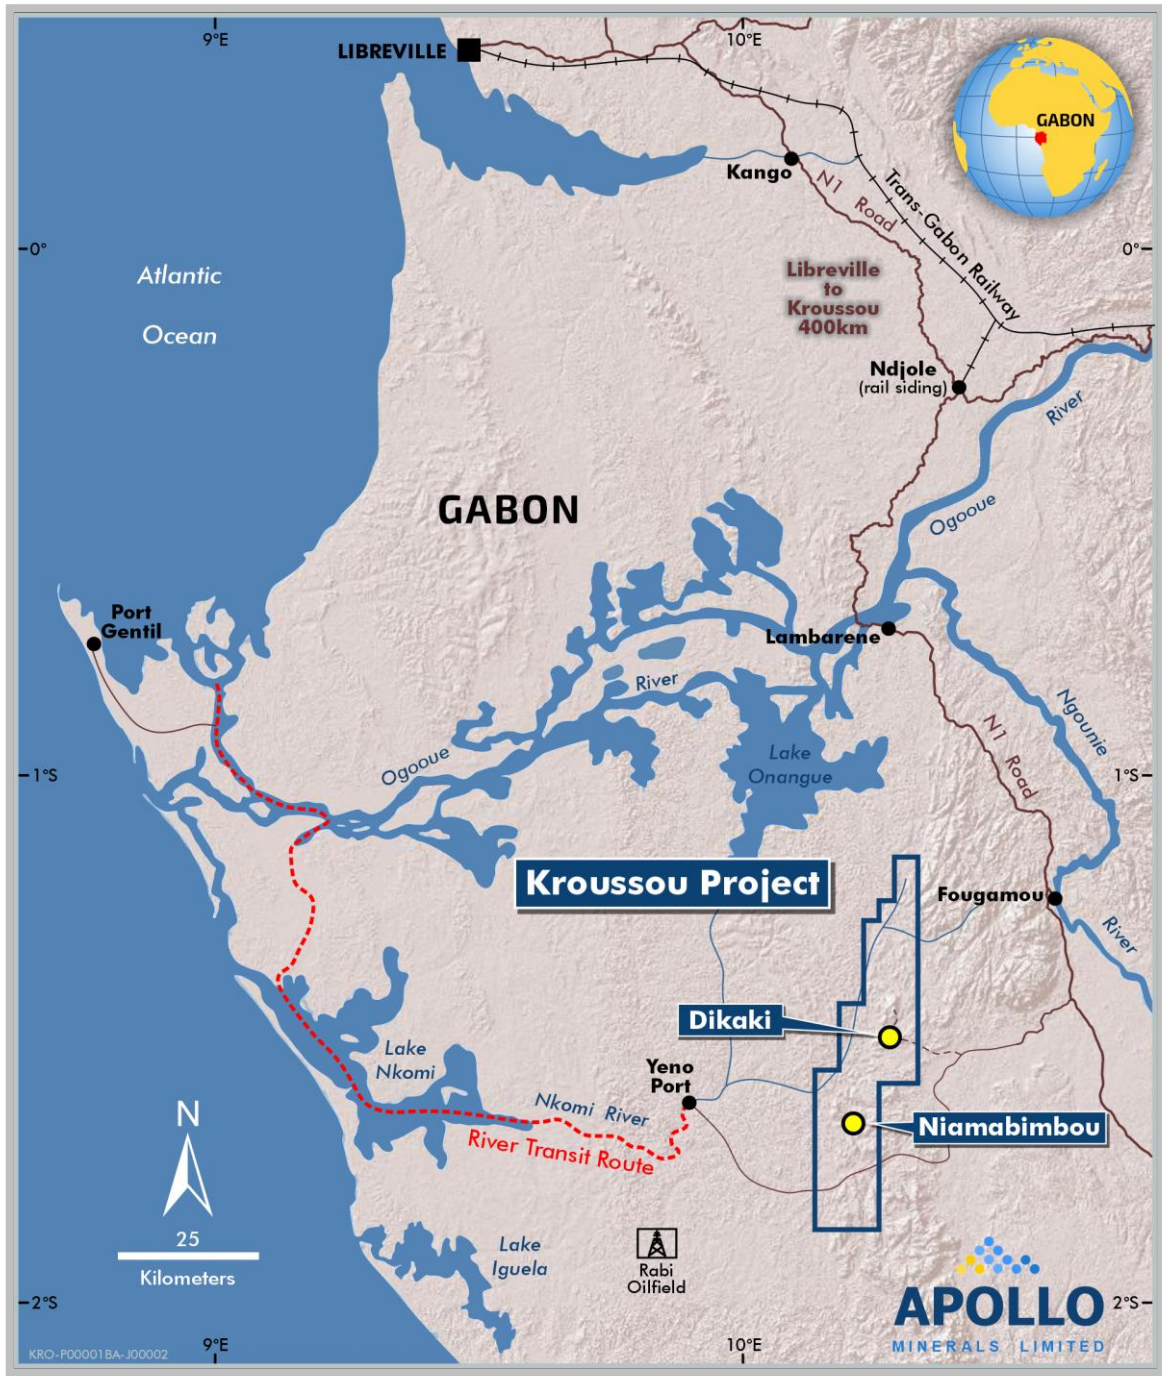 9°E
10°E
LIBREVILLE
GABON
Kango
N1 Road
Trans-Gabon Railway
0°
0°
Atlantic
Ocean
Libreville
to
Kroussou
400km
Ndjole
(rail siding)
River
Ogooue
GABON
Port
Gentil
Lambarene
River
Ngounie
Ogooue
Lake
Onangue
N1 Road
1°S
1°S
Kroussou Project
Fougamou
River
Dikaki
Lake
Nkomi
Yeno
Port
Nkomi River
River Transit Route
Niamabimbou
N
25
Kilometers
Lake
Iguela
Rabi
Oilfield
APOLLO
MINERALS LIMITED
2°S
2°S
KRO-P00001BA-J00002
9°E
10°E